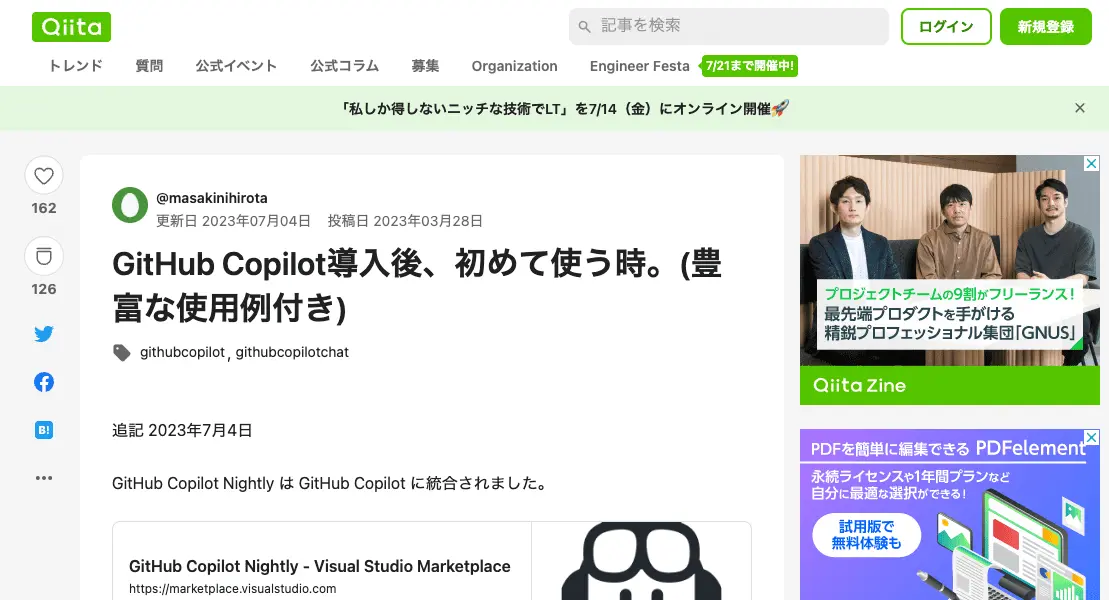 Qiita
記事を検索
ログイン
新規登録
トレンド
質問
公式イベント
公式コラム
募集
Organization
Engineer Festa
7/21まで開催中!
「私しか得しないニッチな技術でLT」を7/14（金）にオンライン開催🚀
162
126
B!
@masakinihirota
更新日 2023年07月04日 投稿日 2023年03月28日
GitHub Copilot導入後、初めて使う時。(豊
富な使用例付き)
githubcopilot, githubcopilotchat
追記 2023年7月4日
GitHub Copilot Nightly は GitHub Copilot に統合されました。
GitHub Copilot Nightly - Visual Studio Marketplace
https://marketplace.visualstudio.com
プロジェクトチームの9割がフリーランス！
最先端プロダクトを手がける
精鋭プロフェッショナル集団「GNUS」
Qiita Zine
PDFを簡単に編集できる PDFelement
永続ライセンスや1年間プランなど
自分に最適な選択ができる！
試用版で
無料体験も